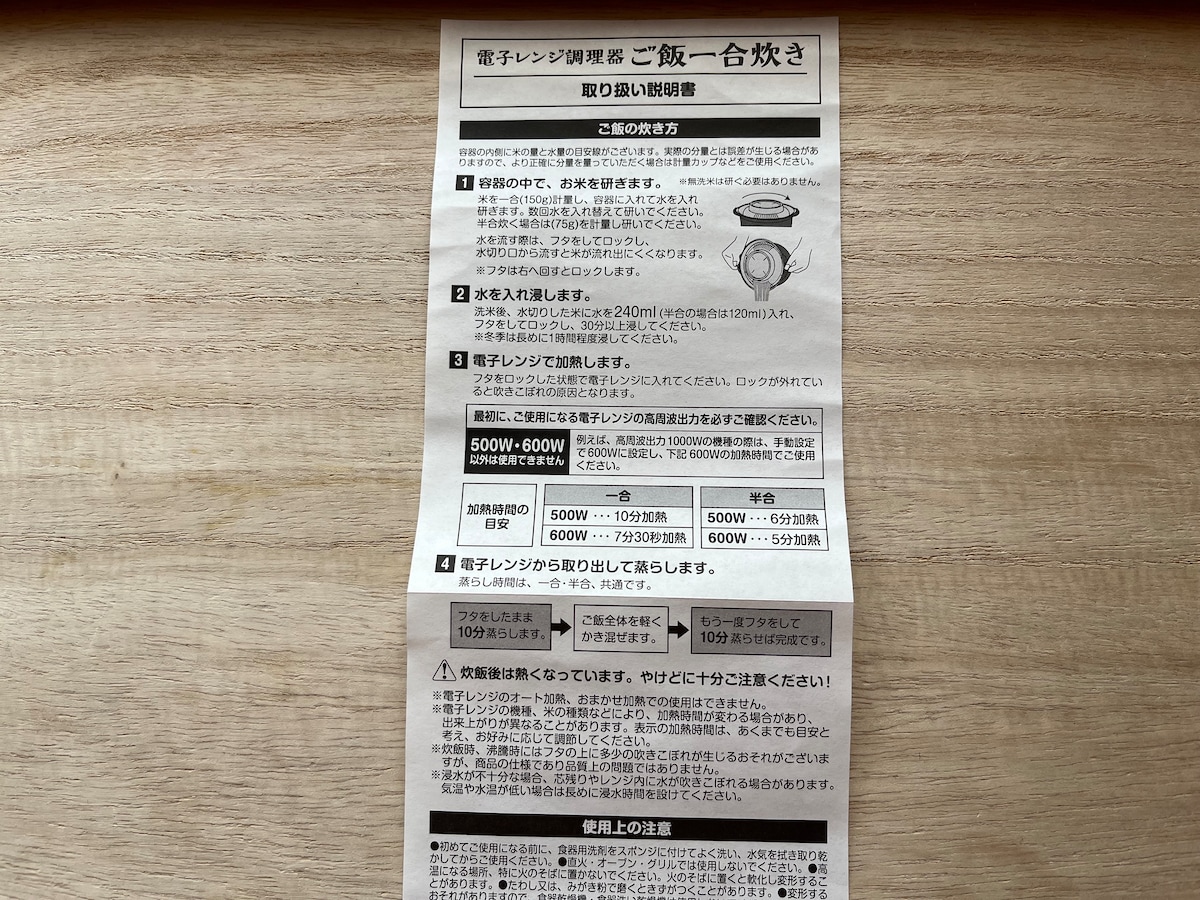 電子レンジ調理器 ご飯一合炊き
取り扱い説明書
ご飯の炊き方
容器の内側に米の量と水量の目安線がございます。実際の分量とは誤差が生じる場合があ
りますので、より正確に分量を量っていただく場合は計量カップなどをご使用ください。
1 容器の中で、お米を研ぎます。 ※無洗米は研ぐ必要はありません。
米を一合(150g)計量し、容器に入れて水を入れ
研ぎます。数回水を入れ替えて研いでください。
半合炊く場合は(75g)を計量し研いでください。
水を流す際は、フタをしてロックし、
水切り口から流すと米が流れ出にくくなります。
※フタは右へ回すとロックします。
2 水を入れ浸します。
洗米後、水切りした米に水を240ml(半合の場合は120ml)入れ、
フタをしてロックし、30分以上浸してください。
※冬季は長めに1時間程度浸してください。
3 電子レンジで加熱します。
フタをロックした状態で電子レンジに入れてください。ロックが外れてい
ると吹きこぼれの原因となります。
最初に、ご使用になる電子レンジの高周波出力を必ずご確認ください。
500W・600W
以外は使用できません
例えば、高周波出力1000Wの機種の際は、手動設定
で600Wに設定し、下記600Wの加熱時間でご使用
ください。
加熱時間の
目安
一合
500W・・・10分加熱
600W・・・7分30秒加熱
半合
500W・・・6分加熱
600W・・・5分加熱
4 電子レンジから取り出して蒸らします。
蒸らし時間は、一合・半合、共通です。
フタをしたまま
10分蒸らします。
ご飯全体を軽く
かき混ぜます。
もう一度フタをして
10分蒸らせば完成です。
炊飯後は熱くなっています。やけどに十分ご注意ください!
※電子レンジのオート加熱、おまかせ加熱での使用はできません。
※電子レンジの機種、米の種類などにより、加熱時間が変わる場合があり、
出来上がりが異なることがあります。表示の加熱時間は、あくまでも目安と
考え、お好みに応じて調節してください。
※炊飯時、沸騰時にはフタの上に多少の吹きこぼれが生じるおそれがございま
すが、商品の仕様であり品質上の問題ではありません。
※浸水が不十分な場合、芯残りやレンジ内に水が吹きこぼれる場合があります。
気温や水温が低い場合は長めに浸水時間を設けてください。
使用上の注意
●初めてご使用になる前に、食器用洗剤をスポンジに付けてよく洗い、水気を拭き取り乾
かしてからご使用ください。●直火・オーブン・グリルでは使用しないでください。●高
温になる場所、特に火のそばに置かないでください。火のそばに置くと軟化し変形するこ
とがあります。●たわし又は、みがき粉で磨くときずがつくことがあります。●変形する
おそれがありますので、食器乾燥機・食器洗い乾燥機は使用し